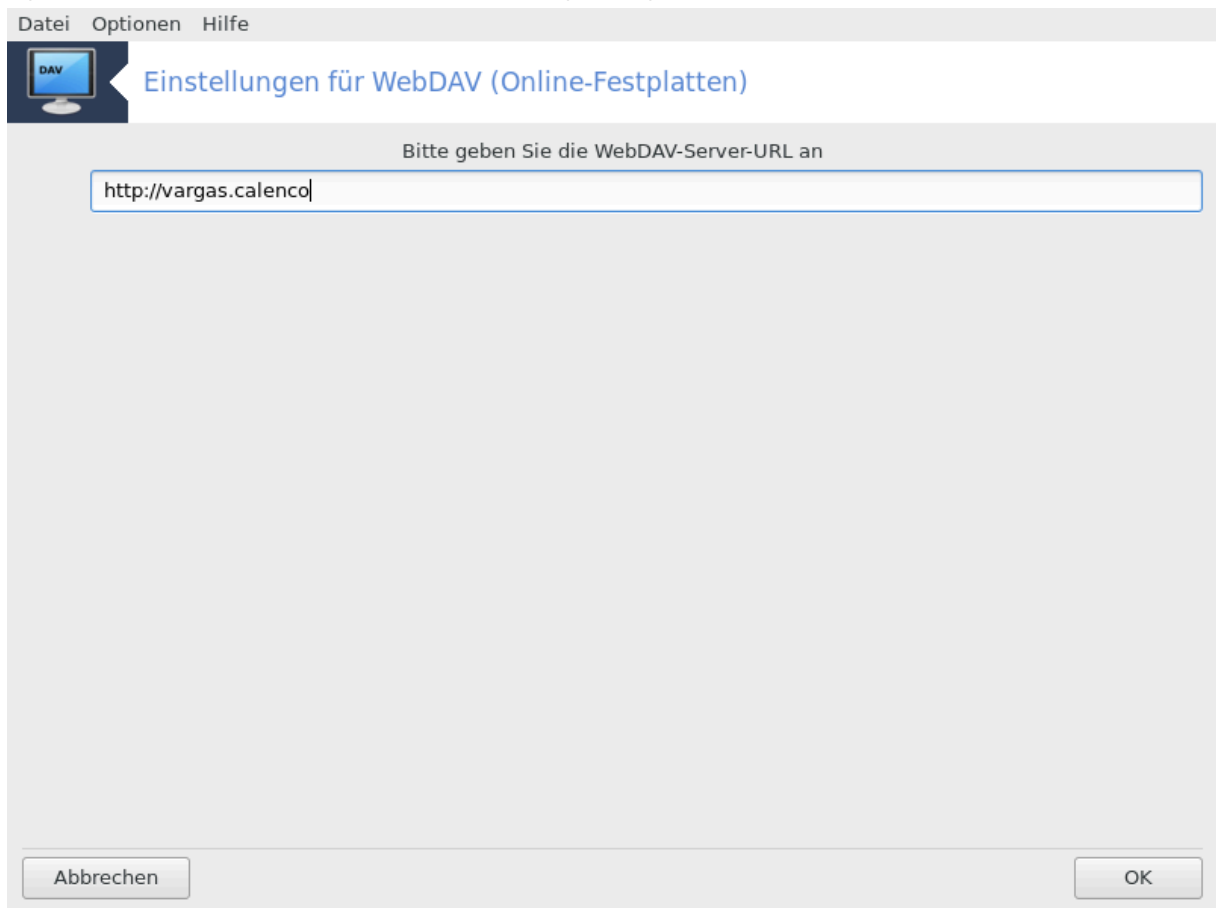 Datei Optionen Hilfe
DAV
Einstellungen für WebDAV (Online-Festplatten)
Bitte geben Sie die WebDAV-Server-URL an
http://vargas.calenco
Abbrechen
OK